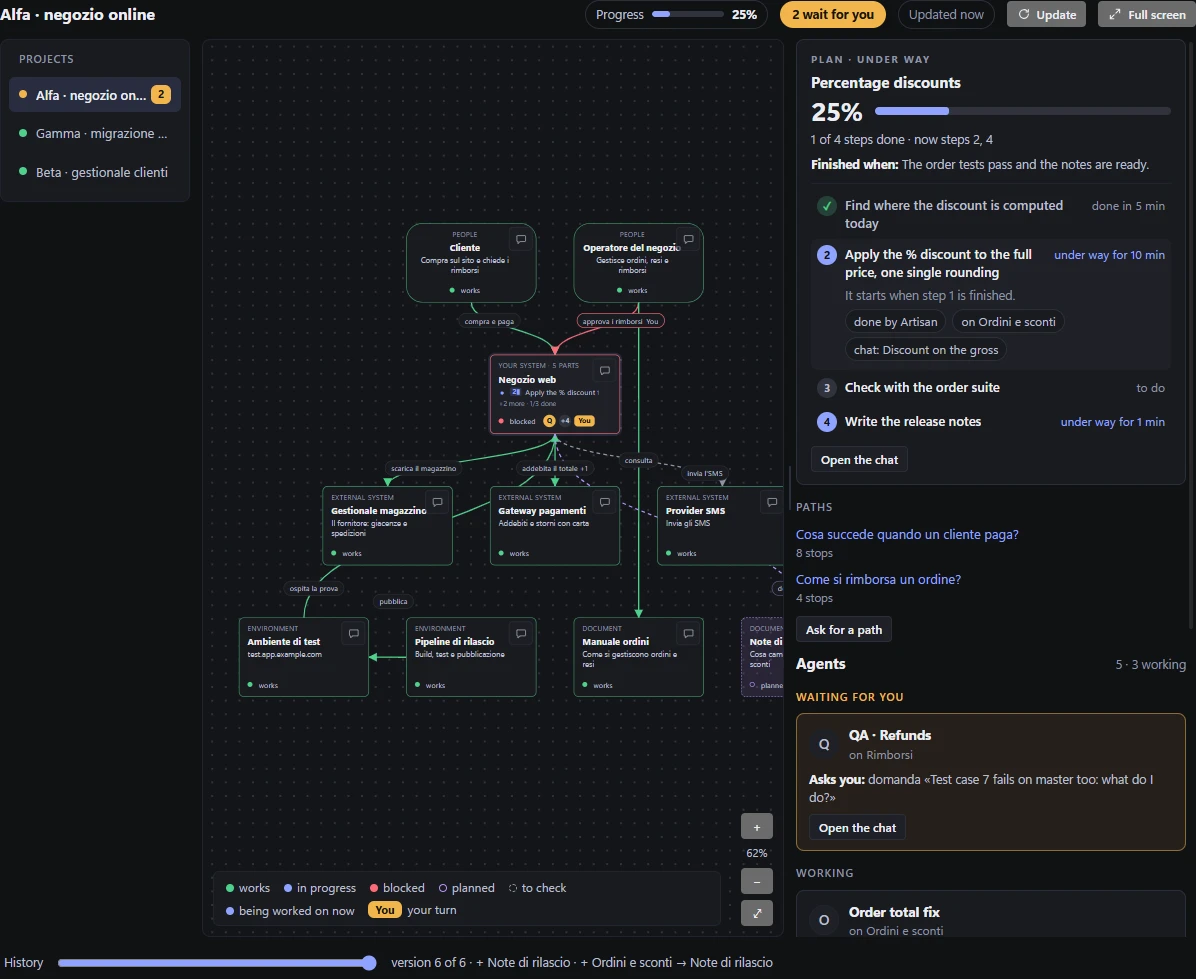 Alfa · negozio online
Progress 25%
2 wait for you
Updated now
Update
Full screen
PROJECTS
Alfa · negozio on... 2
Gamma · migrazione ...
Beta · gestionale clienti
PEOPLE
Cliente
Compra sul sito e chiede i
rimborsi
works
PEOPLE
Operatore del negozio
Gestisce ordini, resi e
rimborsi
works
compra e paga
approva i rimborsi You
YOUR SYSTEM · 5 PARTS
Negozio web
Apply the % discount
+2 more · 1/3 done
blocked Q +4 You
scarica il magazzino
addebita il totale +1
consulta
invia l'SMS
EXTERNAL SYSTEM
Gestionale magazzino
Il fornitore: giacenze e
spedizioni
works
EXTERNAL SYSTEM
Gateway pagamenti
Addebiti e storni con carta
works
EXTERNAL SYSTEM
Provider SMS
Invia gli SMS
works
ospita la prova
pubblica
ENVIRONMENT
Ambiente di test
test.app.example.com
works
ENVIRONMENT
Pipeline di rilascio
Build, test e pubblicazione
works
DOCUMENT
Manuale ordini
Come si gestiscono ordini e
resi
works
DOCUMEN
Note di
Cosa cam
sconti
planne
+
62%
−
works
in progress
blocked
planned
to check
being worked on now
You your turn
PLAN · UNDER WAY
Percentage discounts
25%
1 of 4 steps done · now steps 2, 4
Finished when: The order tests pass and the notes are ready.
Find where the discount is computed
today
done in 5 min
2 Apply the % discount to the full
price, one single rounding
under way for 10 min
It starts when step 1 is finished.
done by Artisan
on Ordini e sconti
chat: Discount on the gross
3 Check with the order suite
to do
4 Write the release notes
under way for 1 min
Open the chat
PATHS
Cosa succede quando un cliente paga?
8 stops
Come si rimborsa un ordine?
4 stops
Ask for a path
Agents
5 · 3 working
WAITING FOR YOU
Q QA · Refunds
on Rimborsi
Asks you: domanda «Test case 7 fails on master too: what do I
do?»
Open the chat
WORKING
O Order total fix
on Ordini e sconti
History
version 6 of 6 · + Note di rilascio · + Ordini e sconti → Note di rilascio